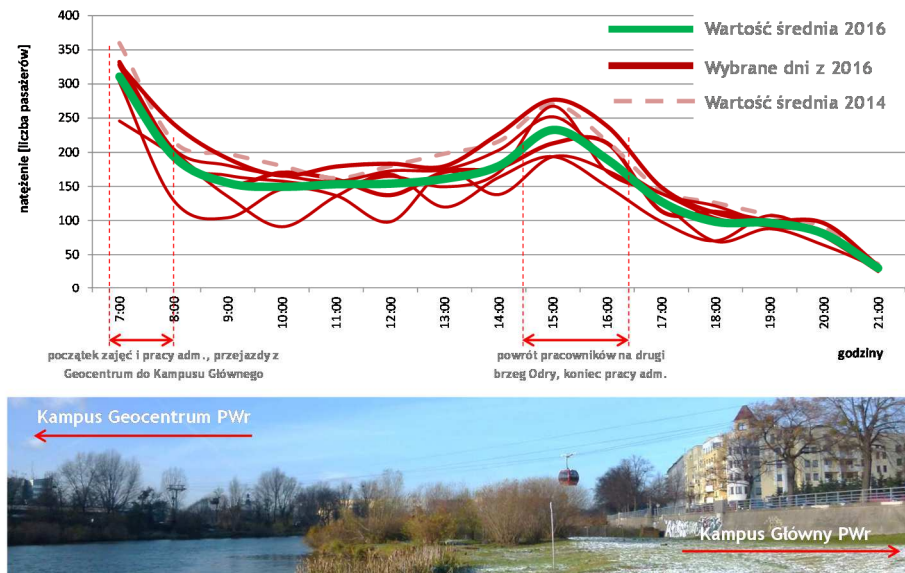 400
350
300
250
200
150
100
50
0
natężenie [liczba pasażerów]
Wartość średnia 2016
Wybrane dni z 2016
Wartość średnia 2014
7:00
8:00
9:00
10:00
11:00
12:00
13:00
14:00
15:00
16:00
17:00
18:00
19:00
20:00
21:00
godziny
początek zajęć i pracy adm., przejazdy z
Geocentrum do Kampusu Głównego
powrót pracowników na drugi
brzeg Odry, koniec pracy adm.
Kampus Geocentrum PWr
Kampus Główny PWr